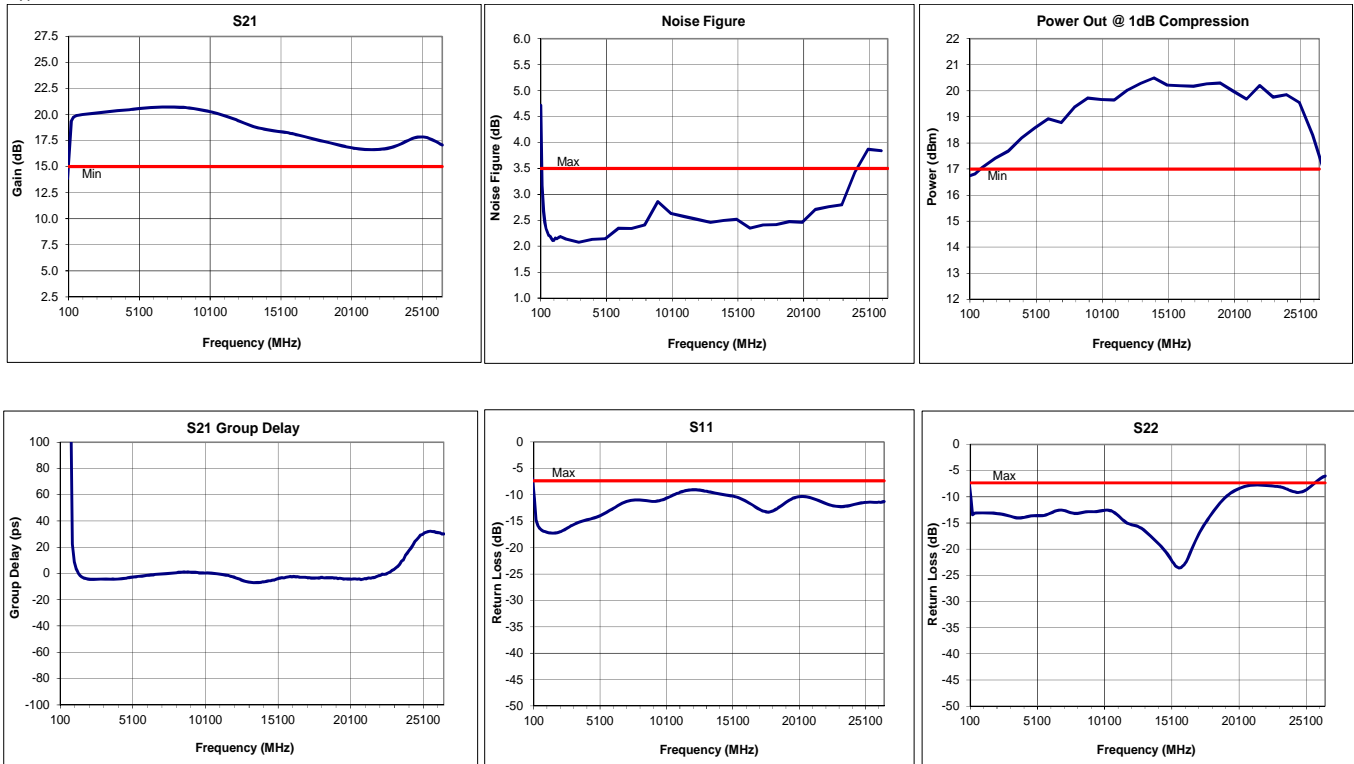 S21
27.5
25.0
22.5
20.0
17.5
15.0
12.5
10.0
7.5
5.0
2.5
Gain (dB)
Min
100 5100 10100 15100 20100 25100
Frequency (MHz)
Noise Figure
6.0
5.5
5.0
4.5
4.0
3.5
3.0
2.5
2.0
1.5
1.0
Noise Figure (dB)
Max
100 5100 10100 15100 20100 25100
Frequency (MHz)
Power Out @ 1dB Compression
22
21
20
19
18
17
16
15
14
13
12
Power (dBm)
Min
100 5100 10100 15100 20100 25100
Frequency (MHz)
S21 Group Delay
100
80
60
40
20
0
-20
-40
-60
-80
-100
Group Delay (ps)
100 5100 10100 15100 20100 25100
Frequency (MHz)
S11
0
-5
-10
-15
-20
-25
-30
-35
-40
-45
-50
Return Loss (dB)
Max
100 5100 10100 15100 20100 25100
Frequency (MHz)
S22
0
-5
-10
-15
-20
-25
-30
-35
-40
-45
-50
Return Loss (dB)
Max
100 5100 10100 15100 20100 25100
Frequency (MHz)